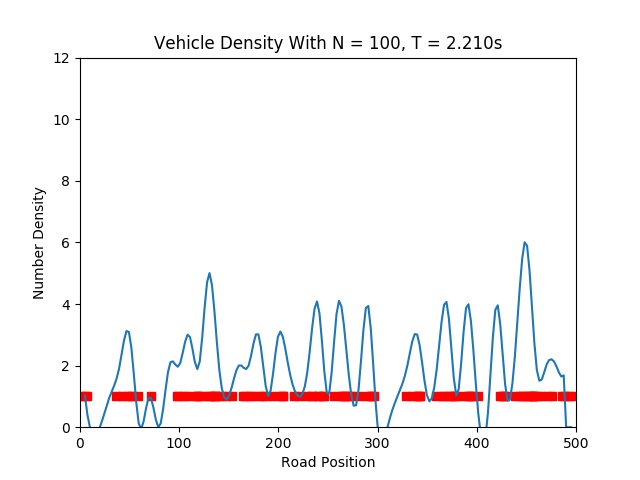 Vehicle Density With N = 100, T = 2.210s
12
10
8
6
4
2
0
Number Density
0 100 200 300 400 500
Road Position